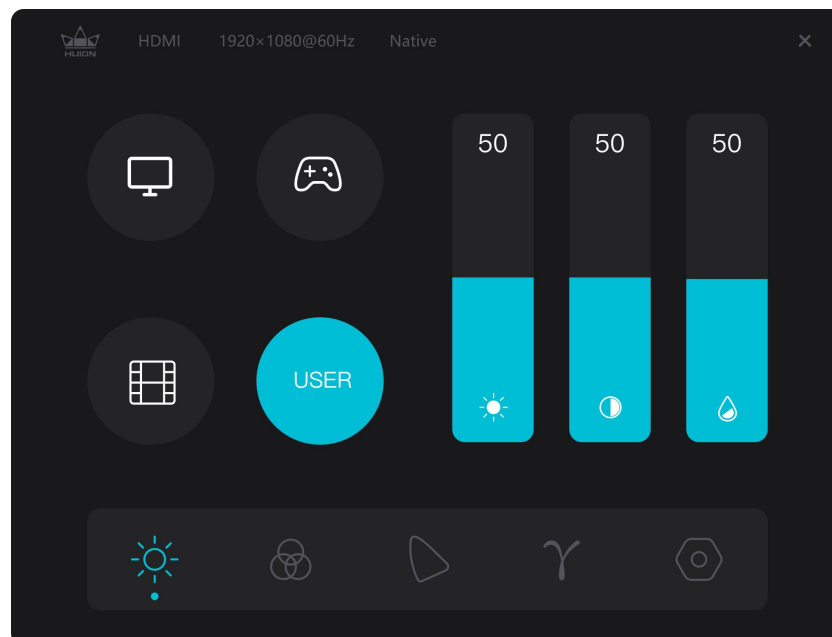 HUION
HDMI 1920×1080@60Hz Native
50 50 50
USER
γ